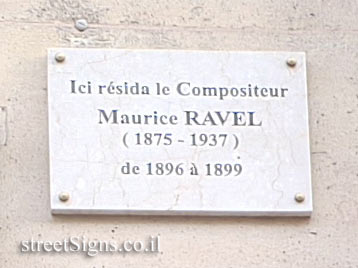 Ici résida le Compositeur
Maurice RAVEL
( 1875 - 1937 )
de 1896 à 1899
streetSigns.co.il